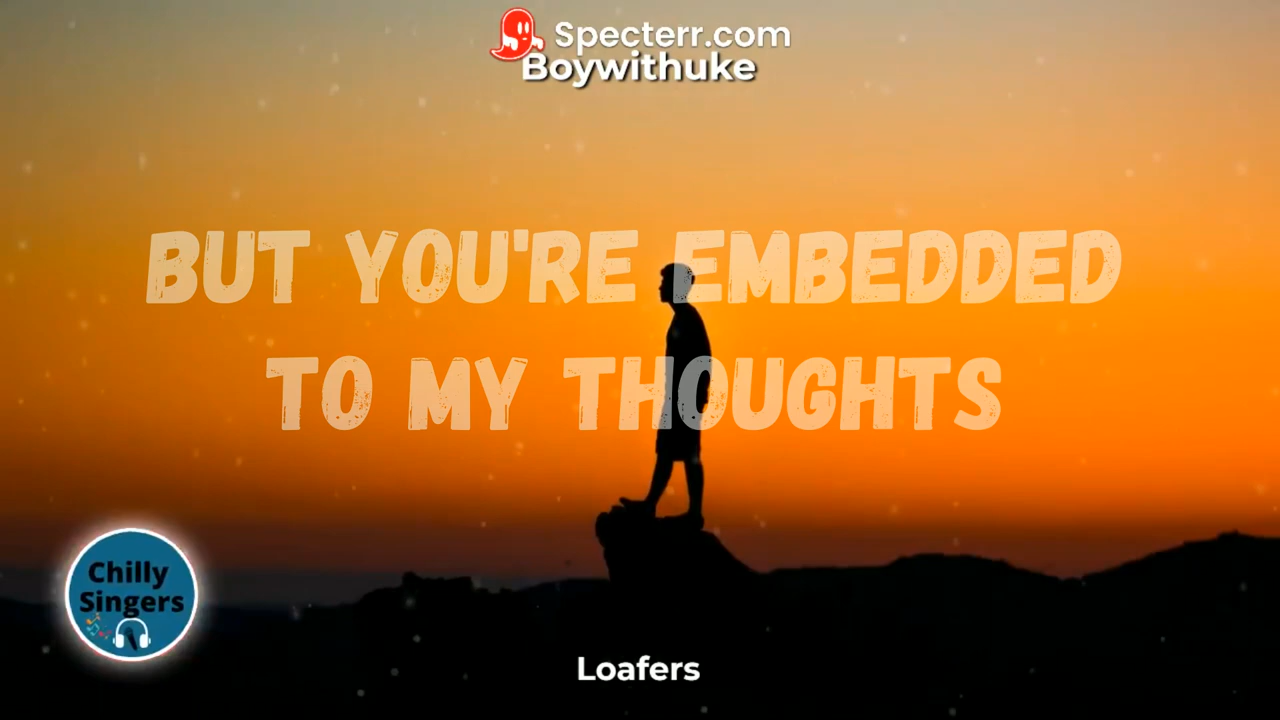 Specterr.com
Boywithuke
BUT YOU'RE EMBEDDED
TO MY THOUGHTS
Chilly
Singers
Loafers